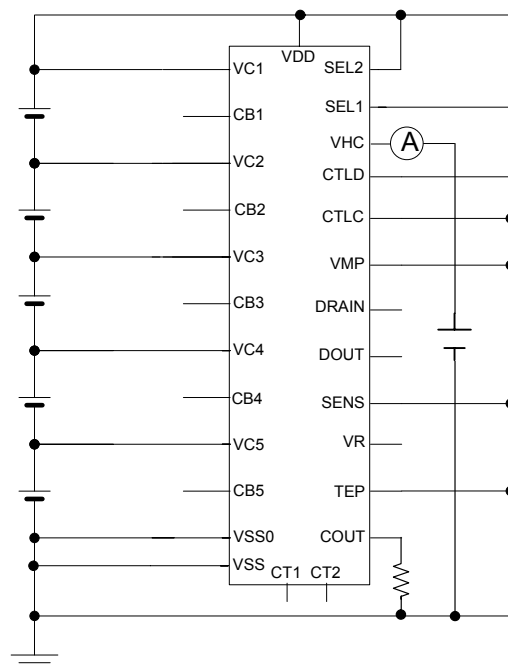 VDD
VC1
CB1
VC2
CB2
VC3
CB3
VC4
CB4
VC5
CB5
VSS0
VSS
SEL2
SEL1
VHC
A
CTLD
CTLC
VMP
DRAIN
DOUT
SENS
VR
TEP
COUT
CT1 CT2